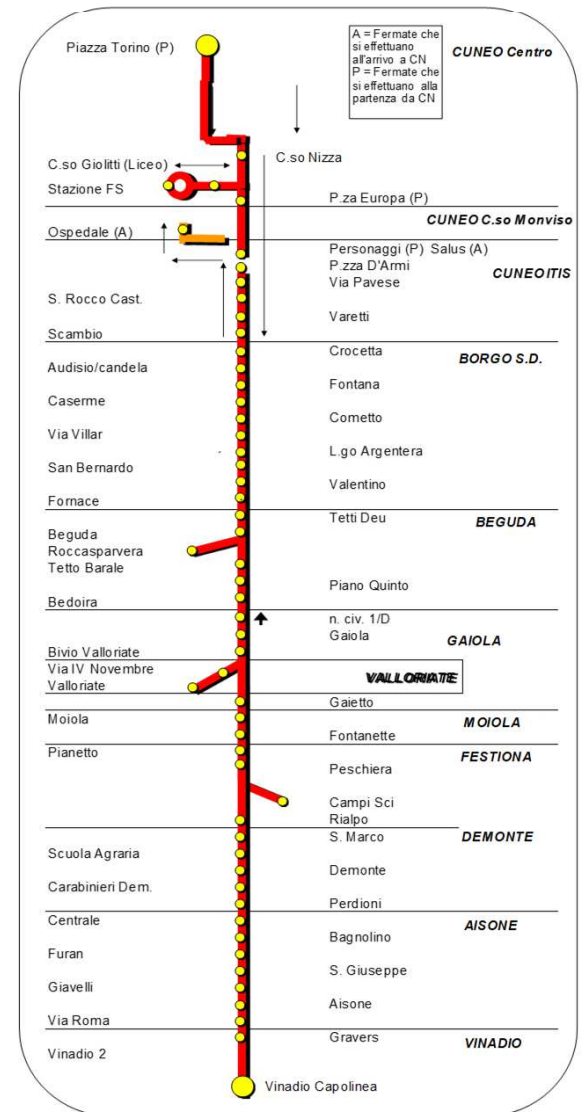 Piazza Torino (P)
A = Fermate che
si effettuano
all'arrivo a CN
P = Fermate che
si effettuano alla
partenza da CN
CUNEO Centro
C.so Nizza
C.so Giolitti (Liceo)
Stazione FS
P.za Europa (P)
CUNEO C.so Monviso
Ospedale (A)
Personaggi (P) Salus (A)
P.zza D'Armi
CUNEO ITIS
Via Pavese
S. Rocco Cast.
Varetti
Scambio
Crocetta
BORGO S.D.
Audisio/candela
Fontana
Caserme
Cometto
Via Villar
L.go Argentera
San Bernardo
Valentino
Fornace
Tetti Deu
BEGUDA
Beguda
Roccasparvera
Tetto Barale
Piano Quinto
Bedoira
n. civ. 1/D
Gaiola
GAIOLA
Bivio Valloriate
Via IV Novembre
Valloriate
VALLORIATE
Gaietto
Moiola
MOIOLA
Fontanette
Pianetto
FESTIONA
Peschiera
Campi Sci
Rialpo
S. Marco
DEMONTE
Scuola Agraria
Demonte
Carabinieri Dem.
Perdioni
Centrale
AISONE
Bagnolino
Furan
S. Giuseppe
Giavelli
Aisone
Via Roma
Gravers
VINADIO
Vinadio 2
Vinadio Capolinea